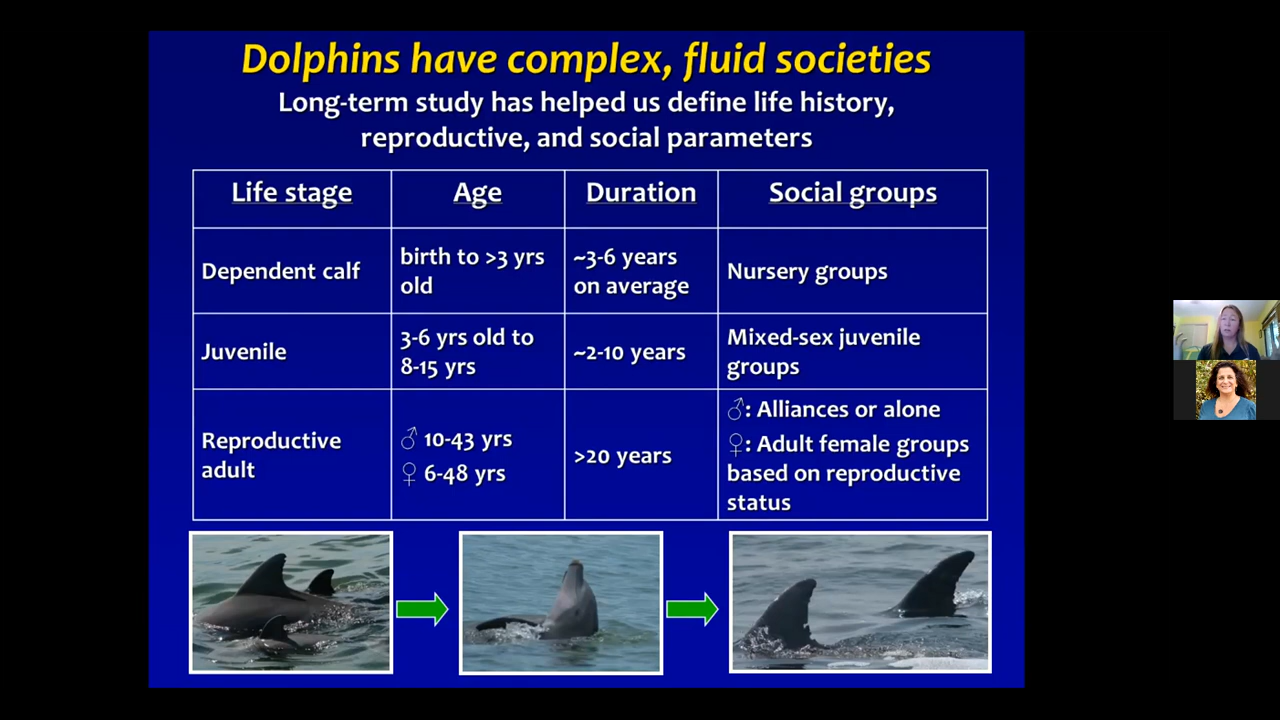 Dolphins have complex, fluid societies
Long-term study has helped us define life history,
reproductive, and social parameters
Life stage
Age
Duration
Social groups
Dependent calf
birth to >3 yrs
old
~3-6 years
on average
Nursery groups
Juvenile
3-6 yrs old to
8-15 yrs
~2-10 years
Mixed-sex juvenile
groups
Reproductive
adult
♂ 10-43 yrs
♀ 6-48 yrs
>20 years
♂: Alliances or alone
♀: Adult female groups
based on reproductive
status